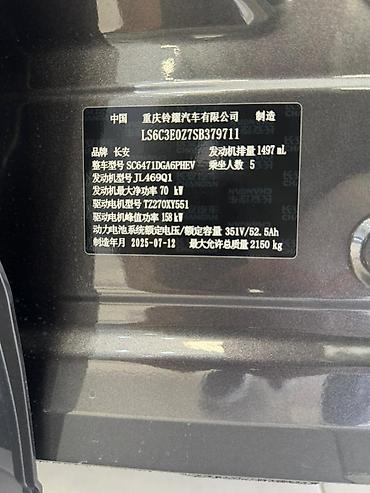 中国 重庆铃耀汽车有限公司 制造
LS6C3E0Z7SB379711
品牌 长安 发动机排量 1497 mL
整车型号 SC6471DGA6PHEV 乘坐人数 5
发动机型号 JL469Q1
发动机最大净功率 70 kW
驱动电机型号 TZ270XY551
驱动电机峰值功率 158 kW
动力电池系统额定电压/额定容量 351V/52.5Ah
制造年月 2025-07-12 最大允许总质量 2150 kg